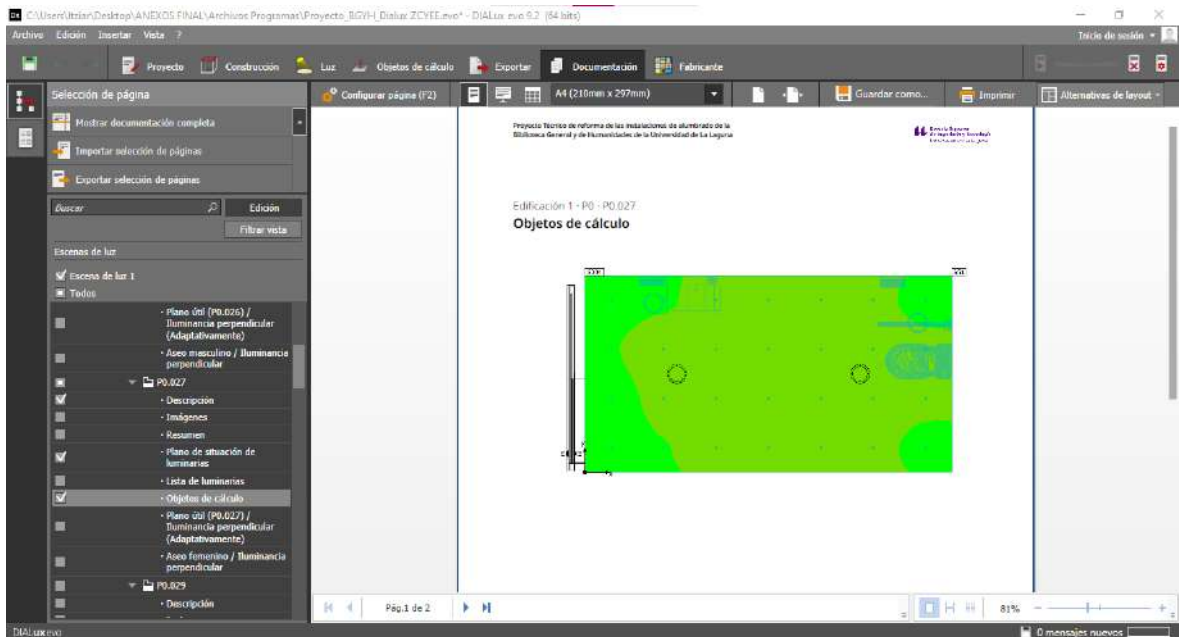 C:\Users\Itziar\Desktop\ANEXOS FINAL\Archivos Programas\Proyecto_BGYH_Dialux ZCYEE.evo* - DIALux evo 9.2 (64 bits)
Archivo Edición Insertar Vista ?
Inicio de sesión
Proyecto Construcción Luz Objetos de cálculo Exportar Documentación Fabricante
Selección de página
Configurar página (F2) A4 (210mm x 297mm) Guardar como... Imprimir Alternativas de layout
Mostrar documentación completa
Importar selección de páginas
Exportar selección de páginas
Buscar Edición
Filtrar vista
Escenas de luz
Escena de luz 1
Todos
· Plano útil (P0.026) /
Iluminancia perpendicular
(Adaptativamente)
· Aseo masculino / Iluminancia
perpendicular
P0.027
· Descripción
· Imágenes
· Resumen
· Plano de situación de
luminarias
· Lista de luminarias
· Objetos de cálculo
· Plano útil (P0.027) /
Iluminancia perpendicular
(Adaptativamente)
· Aseo femenino / Iluminancia
perpendicular
P0.029
· Descripción
Proyecto Técnico de reforma de las instalaciones de alumbrado de la
Biblioteca General y de Humanidades de la Universidad de La Laguna
Edificación 1 - P0 - P0.027
Objetos de cálculo
Pág.1 de 2
81%
DIALux evo
0 mensajes nuevos